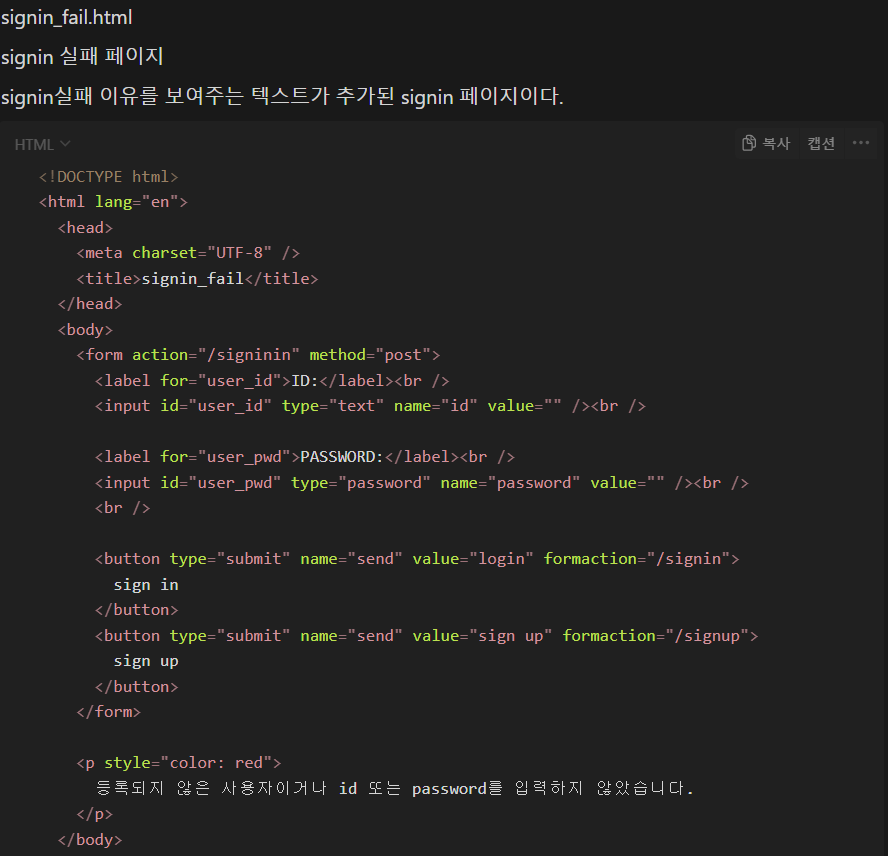 signin_fail.html
signin 실패 페이지
signin실패 이유를 보여주는 텍스트가 추가된 signin 페이지이다.
HTML 복사 캡션 ···
<!DOCTYPE html>
<html lang="en">
<head>
<meta charset="UTF-8" />
<title>signin_fail</title>
</head>
<body>
<form action="/signinin" method="post">
<label for="user_id">ID:</label><br />
<input id="user_id" type="text" name="id" value="" /><br />
<label for="user_pwd">PASSWORD:</label><br />
<input id="user_pwd" type="password" name="password" value="" /><br />
<br />
<button type="submit" name="send" value="login" formaction="/signin">
sign in
</button>
<button type="submit" name="send" value="sign up" formaction="/signup">
sign up
</button>
</form>
<p style="color: red">
등록되지 않은 사용자이거나 id 또는 password를 입력하지 않았습니다.
</p>
</body>